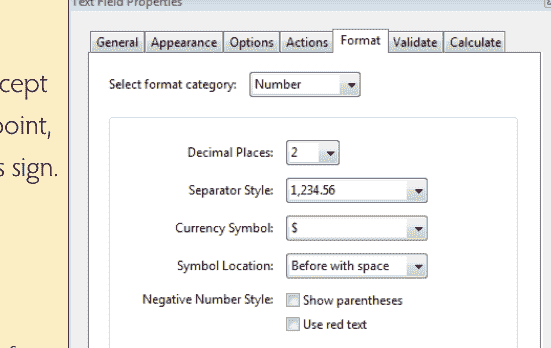 Text Field Properties
General Appearance Options Actions Format Validate Calculate
cept
point,
s sign.
Select format category: Number
Decimal Places: 2
Separator Style: 1,234.56
Currency Symbol: $
Symbol Location: Before with space
Negative Number Style: Show parentheses
Use red text